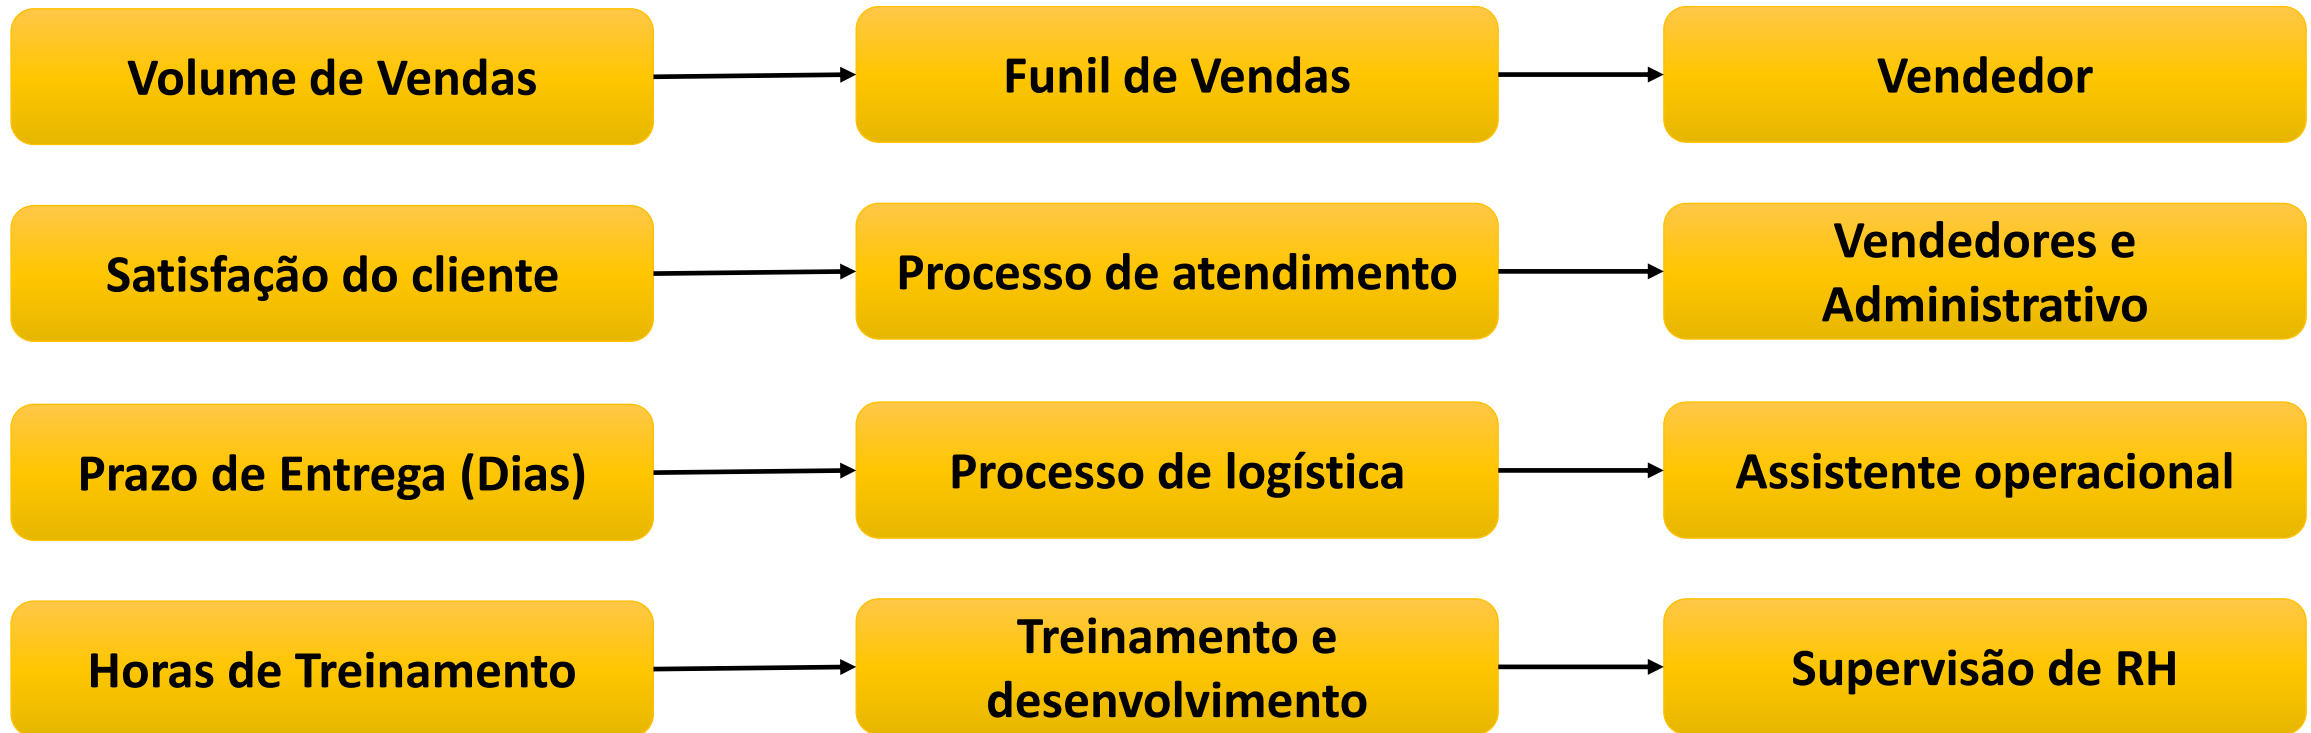 Volume de Vendas
Funil de Vendas
Vendedor
Satisfação do cliente
Processo de atendimento
Vendedores e
Administrativo
Prazo de Entrega (Dias)
Processo de logística
Assistente operacional
Horas de Treinamento
Treinamento e
desenvolvimento
Supervisão de RH